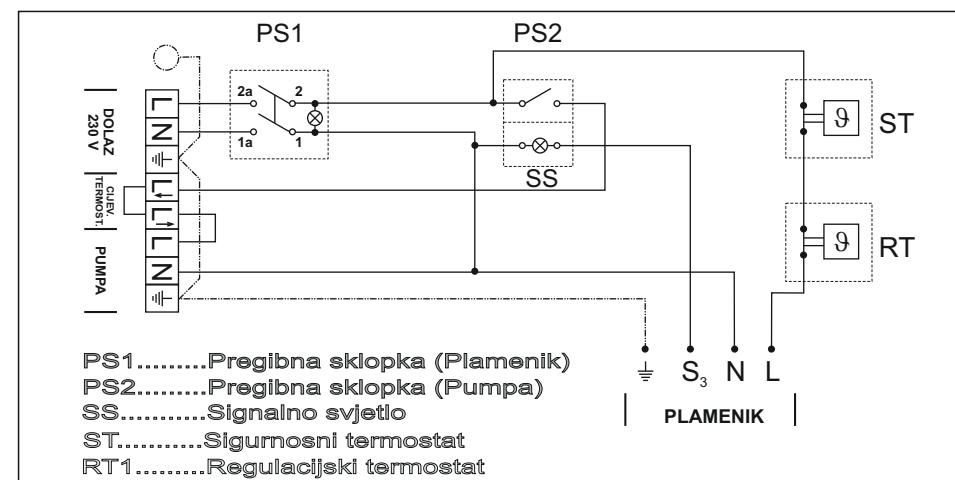 PS1
PS2
2a
2
1a
1
DOLAZ
230 V
L
N
CIJEV.
TERMOST.
L
L
PUMPA
L
N
SS
ϑ
ST
ϑ
RT
S3
N
L
PLAMENIK
PS1.........Pregibna sklopka (Plamenik)
PS2.........Pregibna sklopka (Pumpa)
SS...........Signalno svjetlo
ST...........Sigurnosni termostat
RT1.........Regulacijski termostat